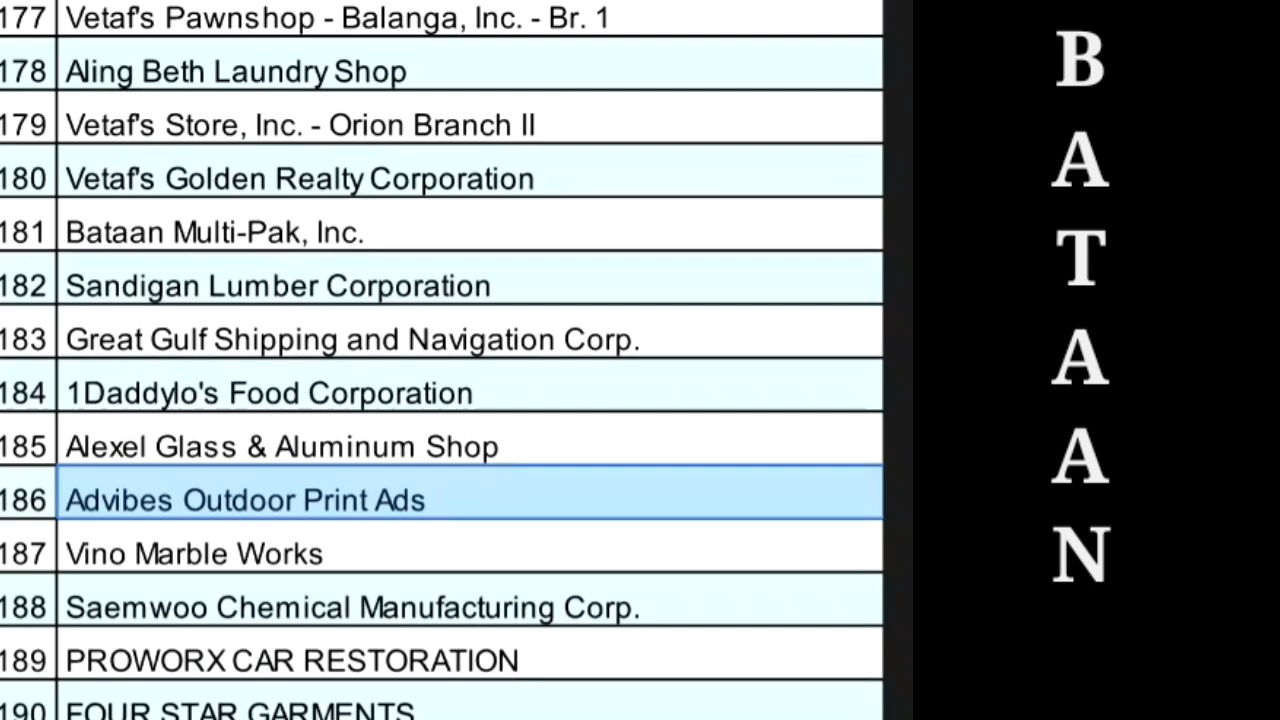 177 Vetaf's Pawnshop - Balanga, Inc. - Br. 1
178 Aling Beth Laundry Shop
179 Vetaf's Store, Inc. - Orion Branch II
180 Vetaf's Golden Realty Corporation
181 Bataan Multi-Pak, Inc.
182 Sandigan Lumber Corporation
183 Great Gulf Shipping and Navigation Corp.
184 1Daddylo's Food Corporation
185 Alexel Glass & Aluminum Shop
186 Advibes Outdoor Print Ads
187 Vino Marble Works
188 Saemwoo Chemical Manufacturing Corp.
189 PROWORX CAR RESTORATION
190 FOUR STAR GARMENTS
B
A
T
A
A
N